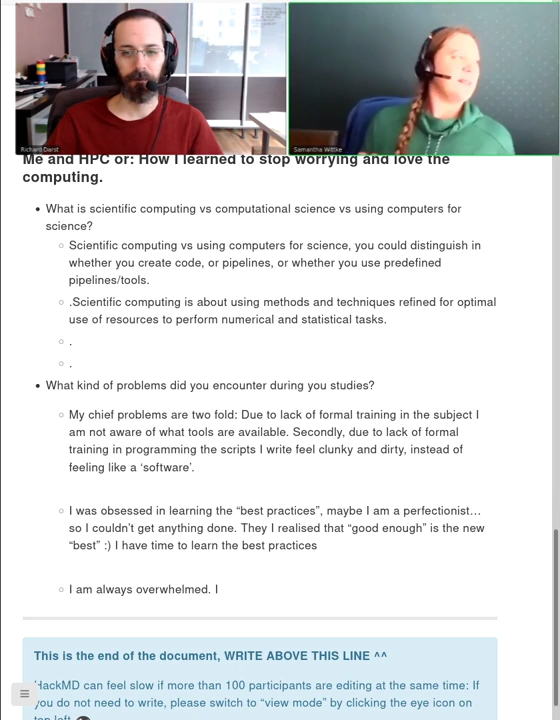 Richard Darst
Samantha Wittke
Me and HPC or: How I learned to stop worrying and love the
computing.
What is scientific computing vs computational science vs using computers for
science?
Scientific computing vs using computers for science, you could distinguish in
whether you create code, or pipelines, or whether you use predefined
pipelines/tools.
.Scientific computing is about using methods and techniques refined for optimal
use of resources to perform numerical and statistical tasks.
.
.
What kind of problems did you encounter during you studies?
My chief problems are two fold: Due to lack of formal training in the subject I
am not aware of what tools are available. Secondly, due to lack of formal
training in programming the scripts I write feel clunky and dirty, instead of
feeling like a ‘software’.
I was obsessed in learning the “best practices”, maybe I am a perfectionist…
so I couldn’t get anything done. They I realised that “good enough” is the new
“best” :) I have time to learn the best practices
I am always overwhelmed. I
This is the end of the document, WRITE ABOVE THIS LINE ^^
HackMD can feel slow if more than 100 participants are editing at the same time: If
you do not need to write, please switch to “view mode” by clicking the eye icon on
top left